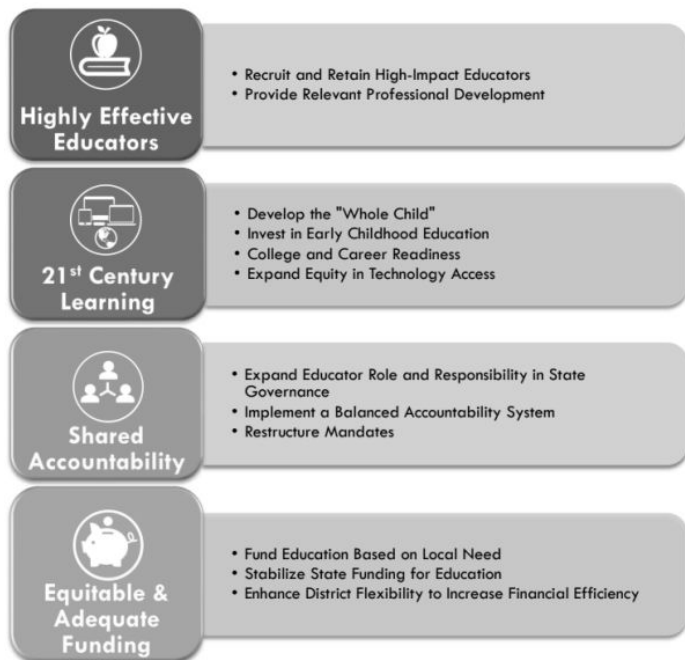 Highly Effective
Educators
• Recruit and Retain High-Impact Educators
• Provide Relevant Professional Development
21st Century
Learning
• Develop the "Whole Child"
• Invest in Early Childhood Education
• College and Career Readiness
• Expand Equity in Technology Access
Shared
Accountability
• Expand Educator Role and Responsibility in State
Governance
• Implement a Balanced Accountability System
• Restructure Mandates
Equitable &
Adequate
Funding
• Fund Education Based on Local Need
• Stabilize State Funding for Education
• Enhance District Flexibility to Increase Financial Efficiency